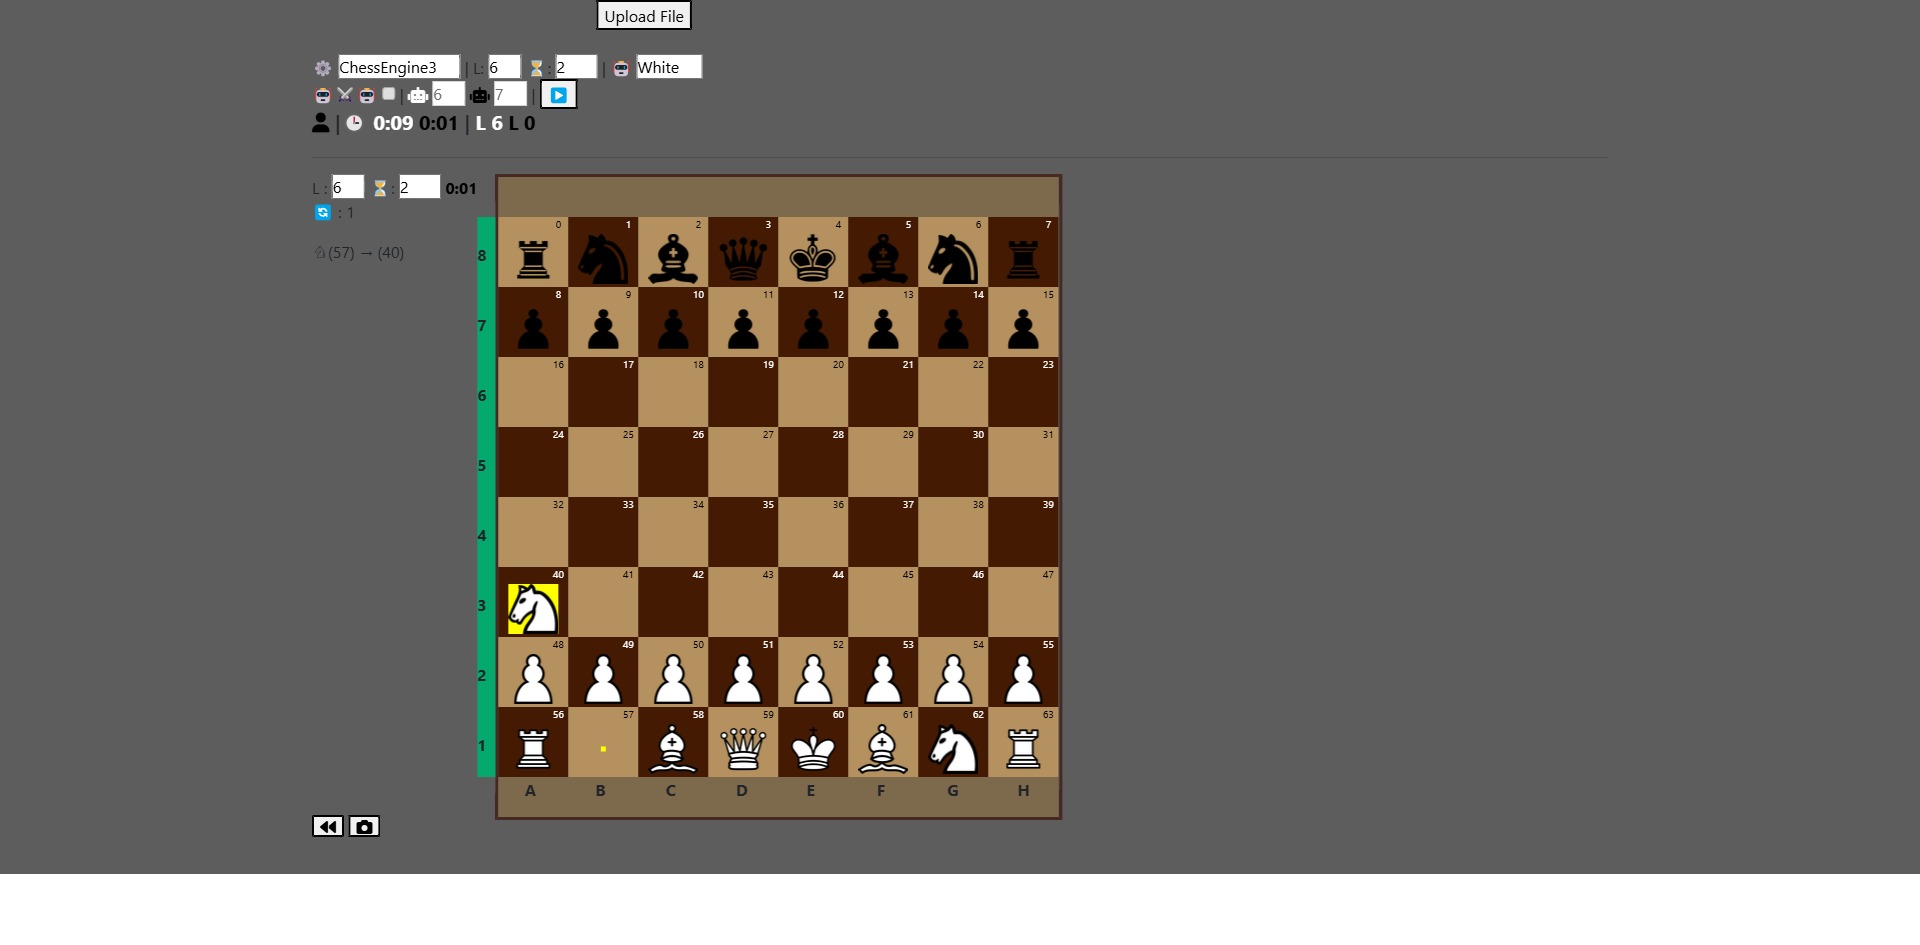 Upload File
ChessEngine3 | L: 6 : 2 | White
| 6 7 |
| 0:09 0:01 | L 6 L 0
L : 6 : 2 0:01
: 1
♘(57) → (40)
0 1 2 3 4 5 6 7
8
8 9 10 11 12 13 14 15
7
16 17 18 19 20 21 22 23
6
24 25 26 27 28 29 30 31
5
32 33 34 35 36 37 38 39
4
40 41 42 43 44 45 46 47
3
48 49 50 51 52 53 54 55
2
56 57 58 59 60 61 62 63
1
A B C D E F G H